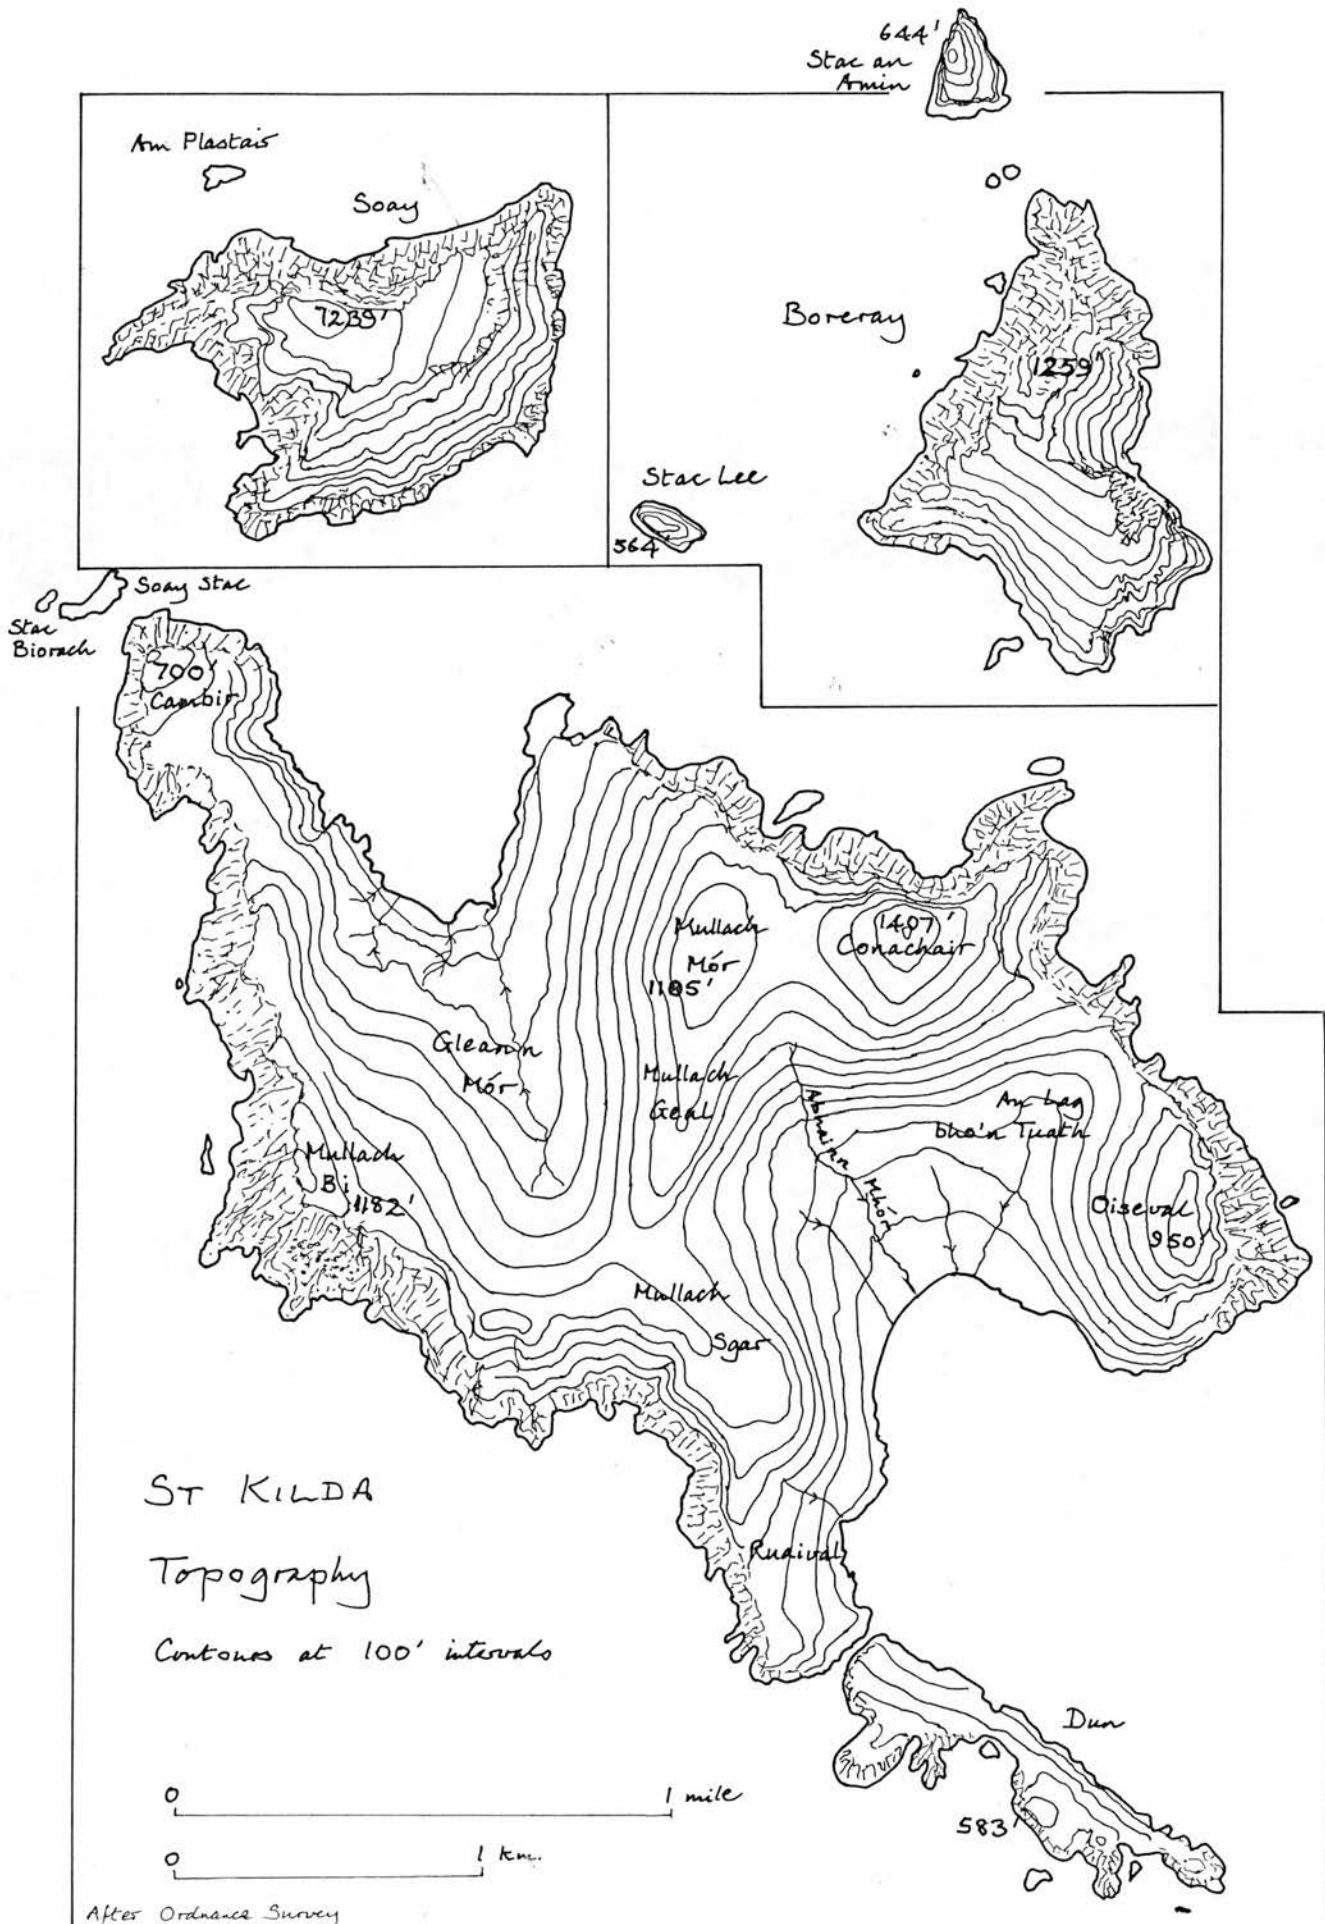 644'
Stac an
Armin
Am Plastair
Soay
1239'
Boreray
1259'
Stac Lee
564'
Soay Stac
Stac
Biorach
700'
Cambir
Mullach
Mór
1185'
1407'
Conachair
Gleann
Mór
Mullach
Geal
Abhainn
Mhór
An Lag
bho'n Tuath
Mullach
Bi
1182'
Oiseval
950'
Mullach
Sgar
ST KILDA
Topography
Ruaival
Contours at 100' intervals
Dun
583'
0 1 mile
0 1 km.
After Ordnance Survey